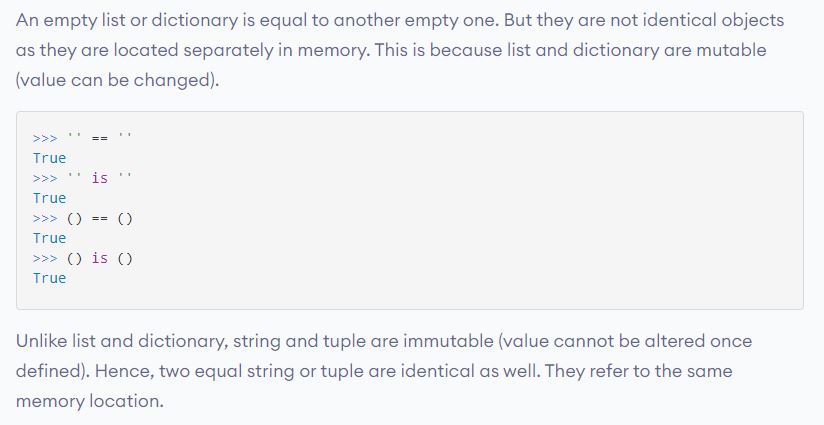 An empty list or dictionary is equal to another empty one. But they are not identical objects
as they are located separately in memory. This is because list and dictionary are mutable
(value can be changed).
>>> '' == ''
True
>>> '' is ''
True
>>> () == ()
True
>>> () is ()
True
Unlike list and dictionary, string and tuple are immutable (value cannot be altered once
defined). Hence, two equal string or tuple are identical as well. They refer to the same
memory location.